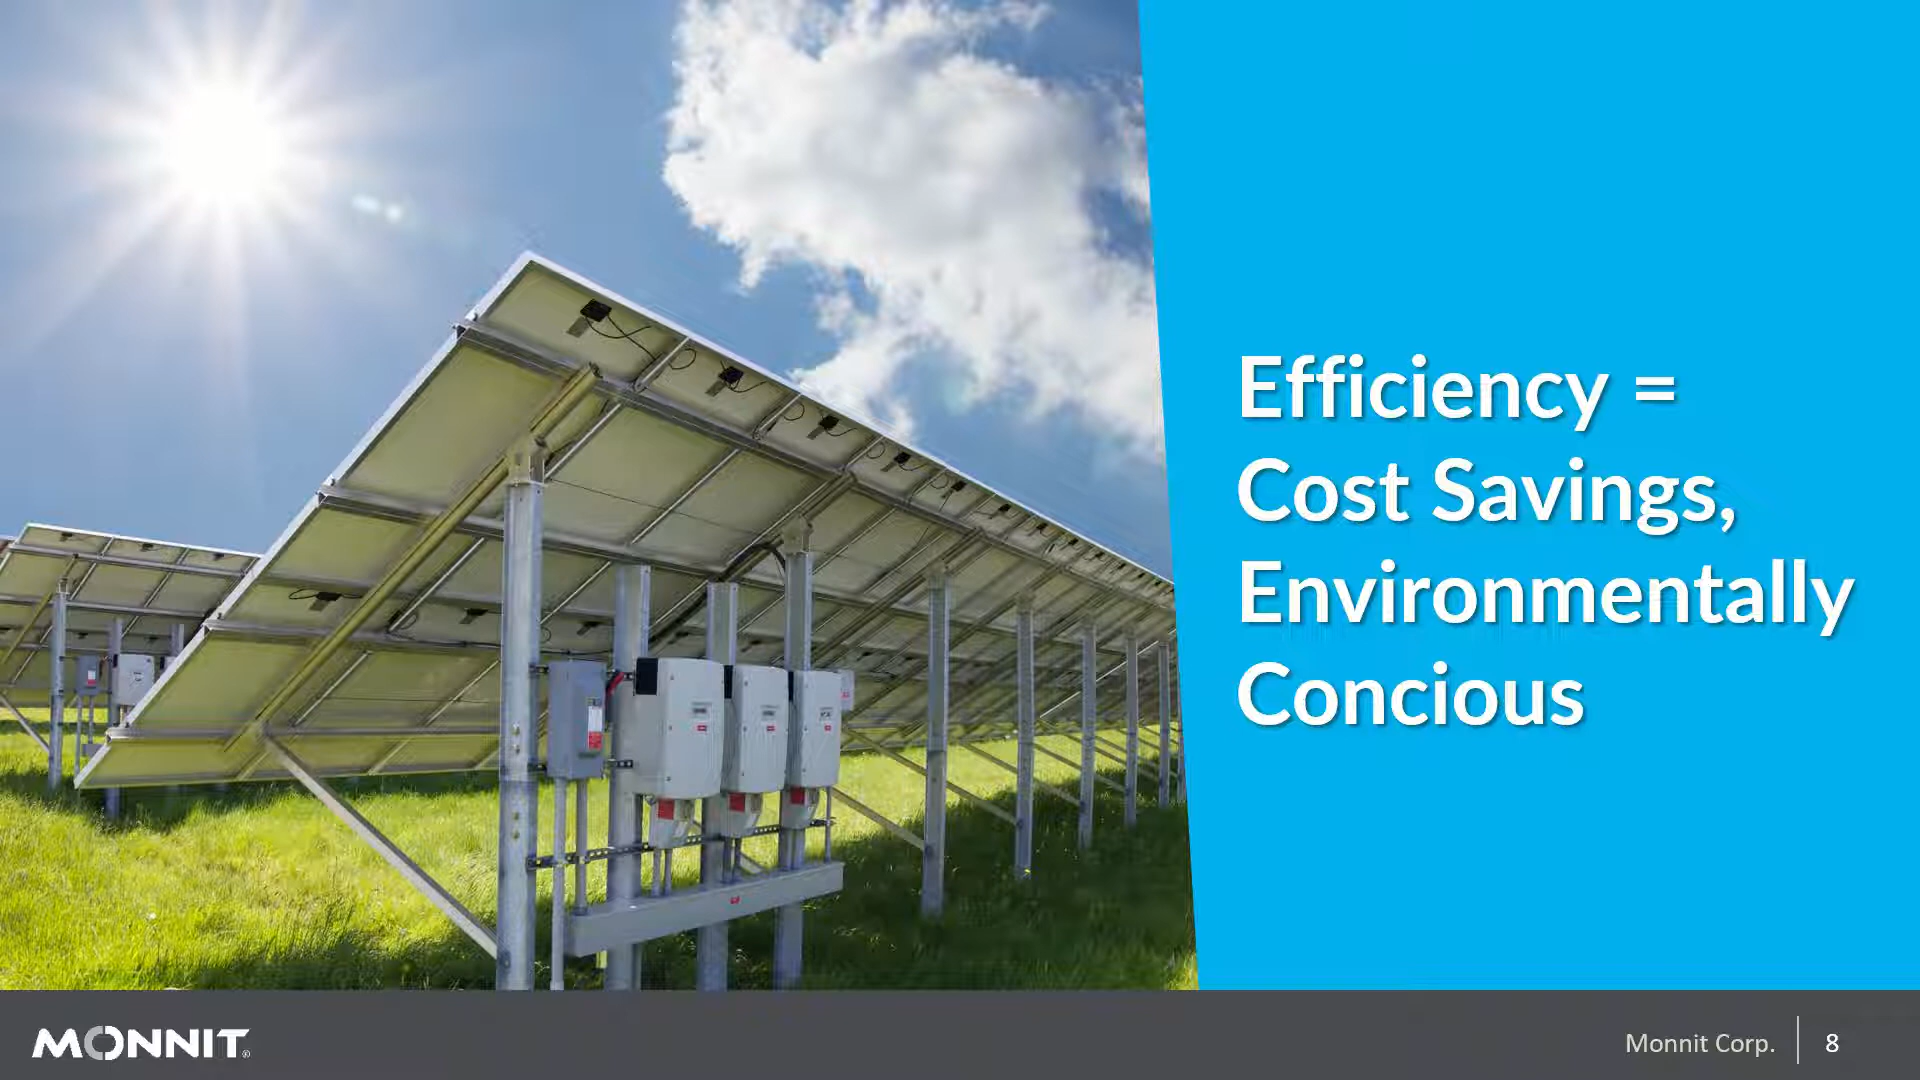 Efficiency =
Cost Savings,
Environmentally
Concious
MONNIT®
Monnit Corp. 8